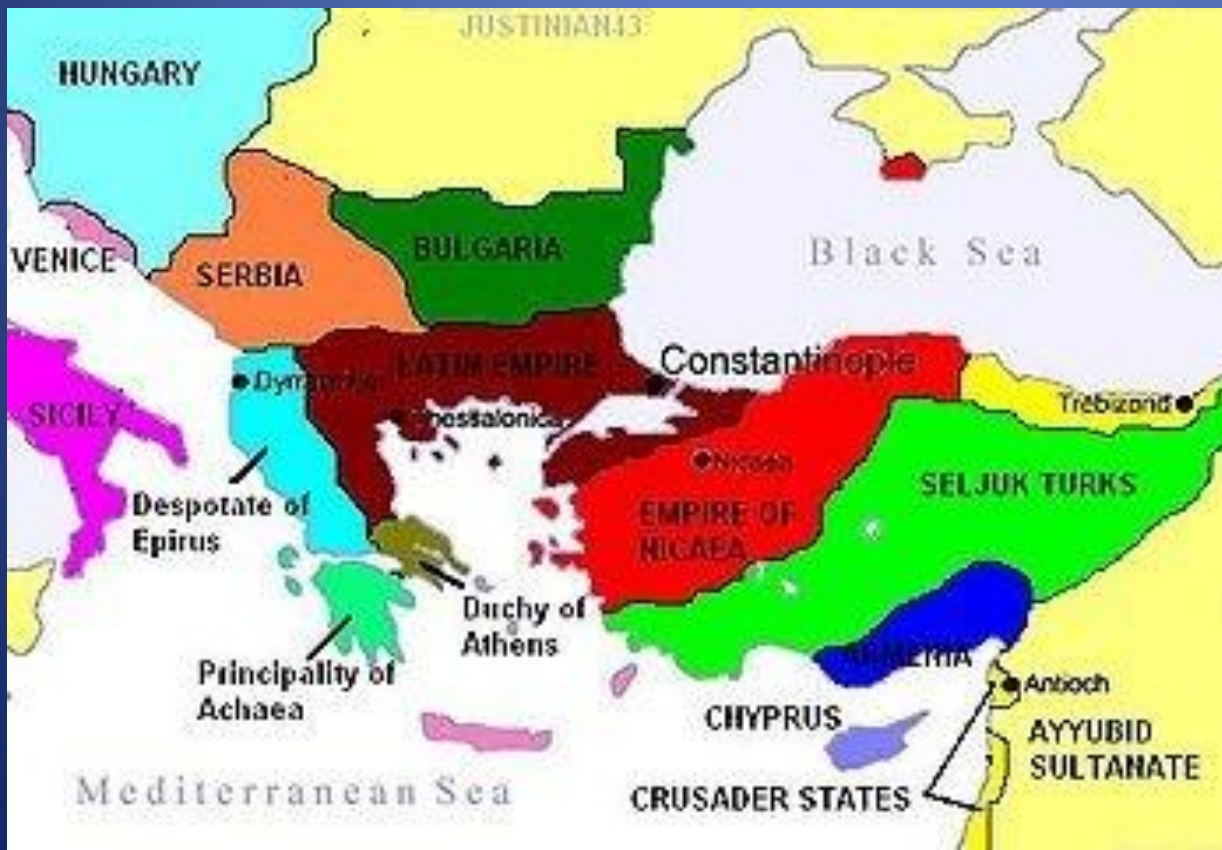 JUSTINIAN43
HUNGARY
VENICE
SERBIA
BULGARIA
Black Sea
LATIN EMPIRE
Constantinople
Thessalonica
SICILY
Trebizond
Nicaea
SELJUK TURKS
Despotate of
Epirus
EMPIRE OF
NICAEA
Duchy of
Athens
Principality of
Achaea
ARMENIA
Antioch
CHYPRUS
AYYUBID
SULTANATE
CRUSADER STATES
Mediterranean Sea